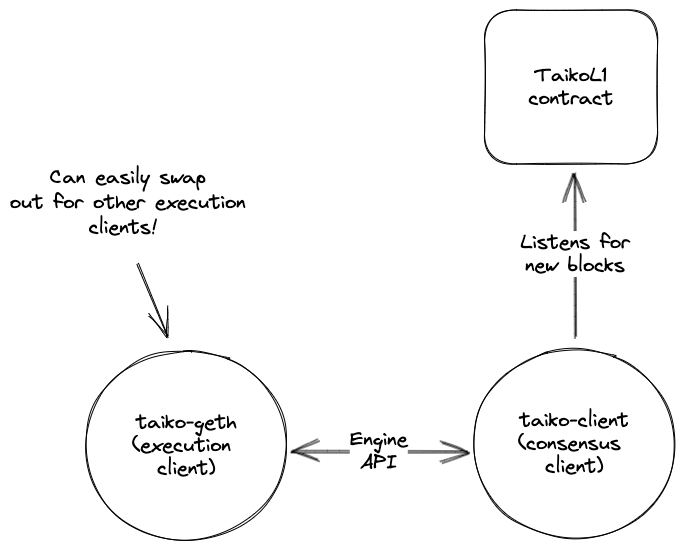 TaikoL1
contract
Can easily swap
out for other execution
clients!
Listens for
new blocks
taiko-geth
(execution
client)
Engine
API
taiko-client
(consensus
client)